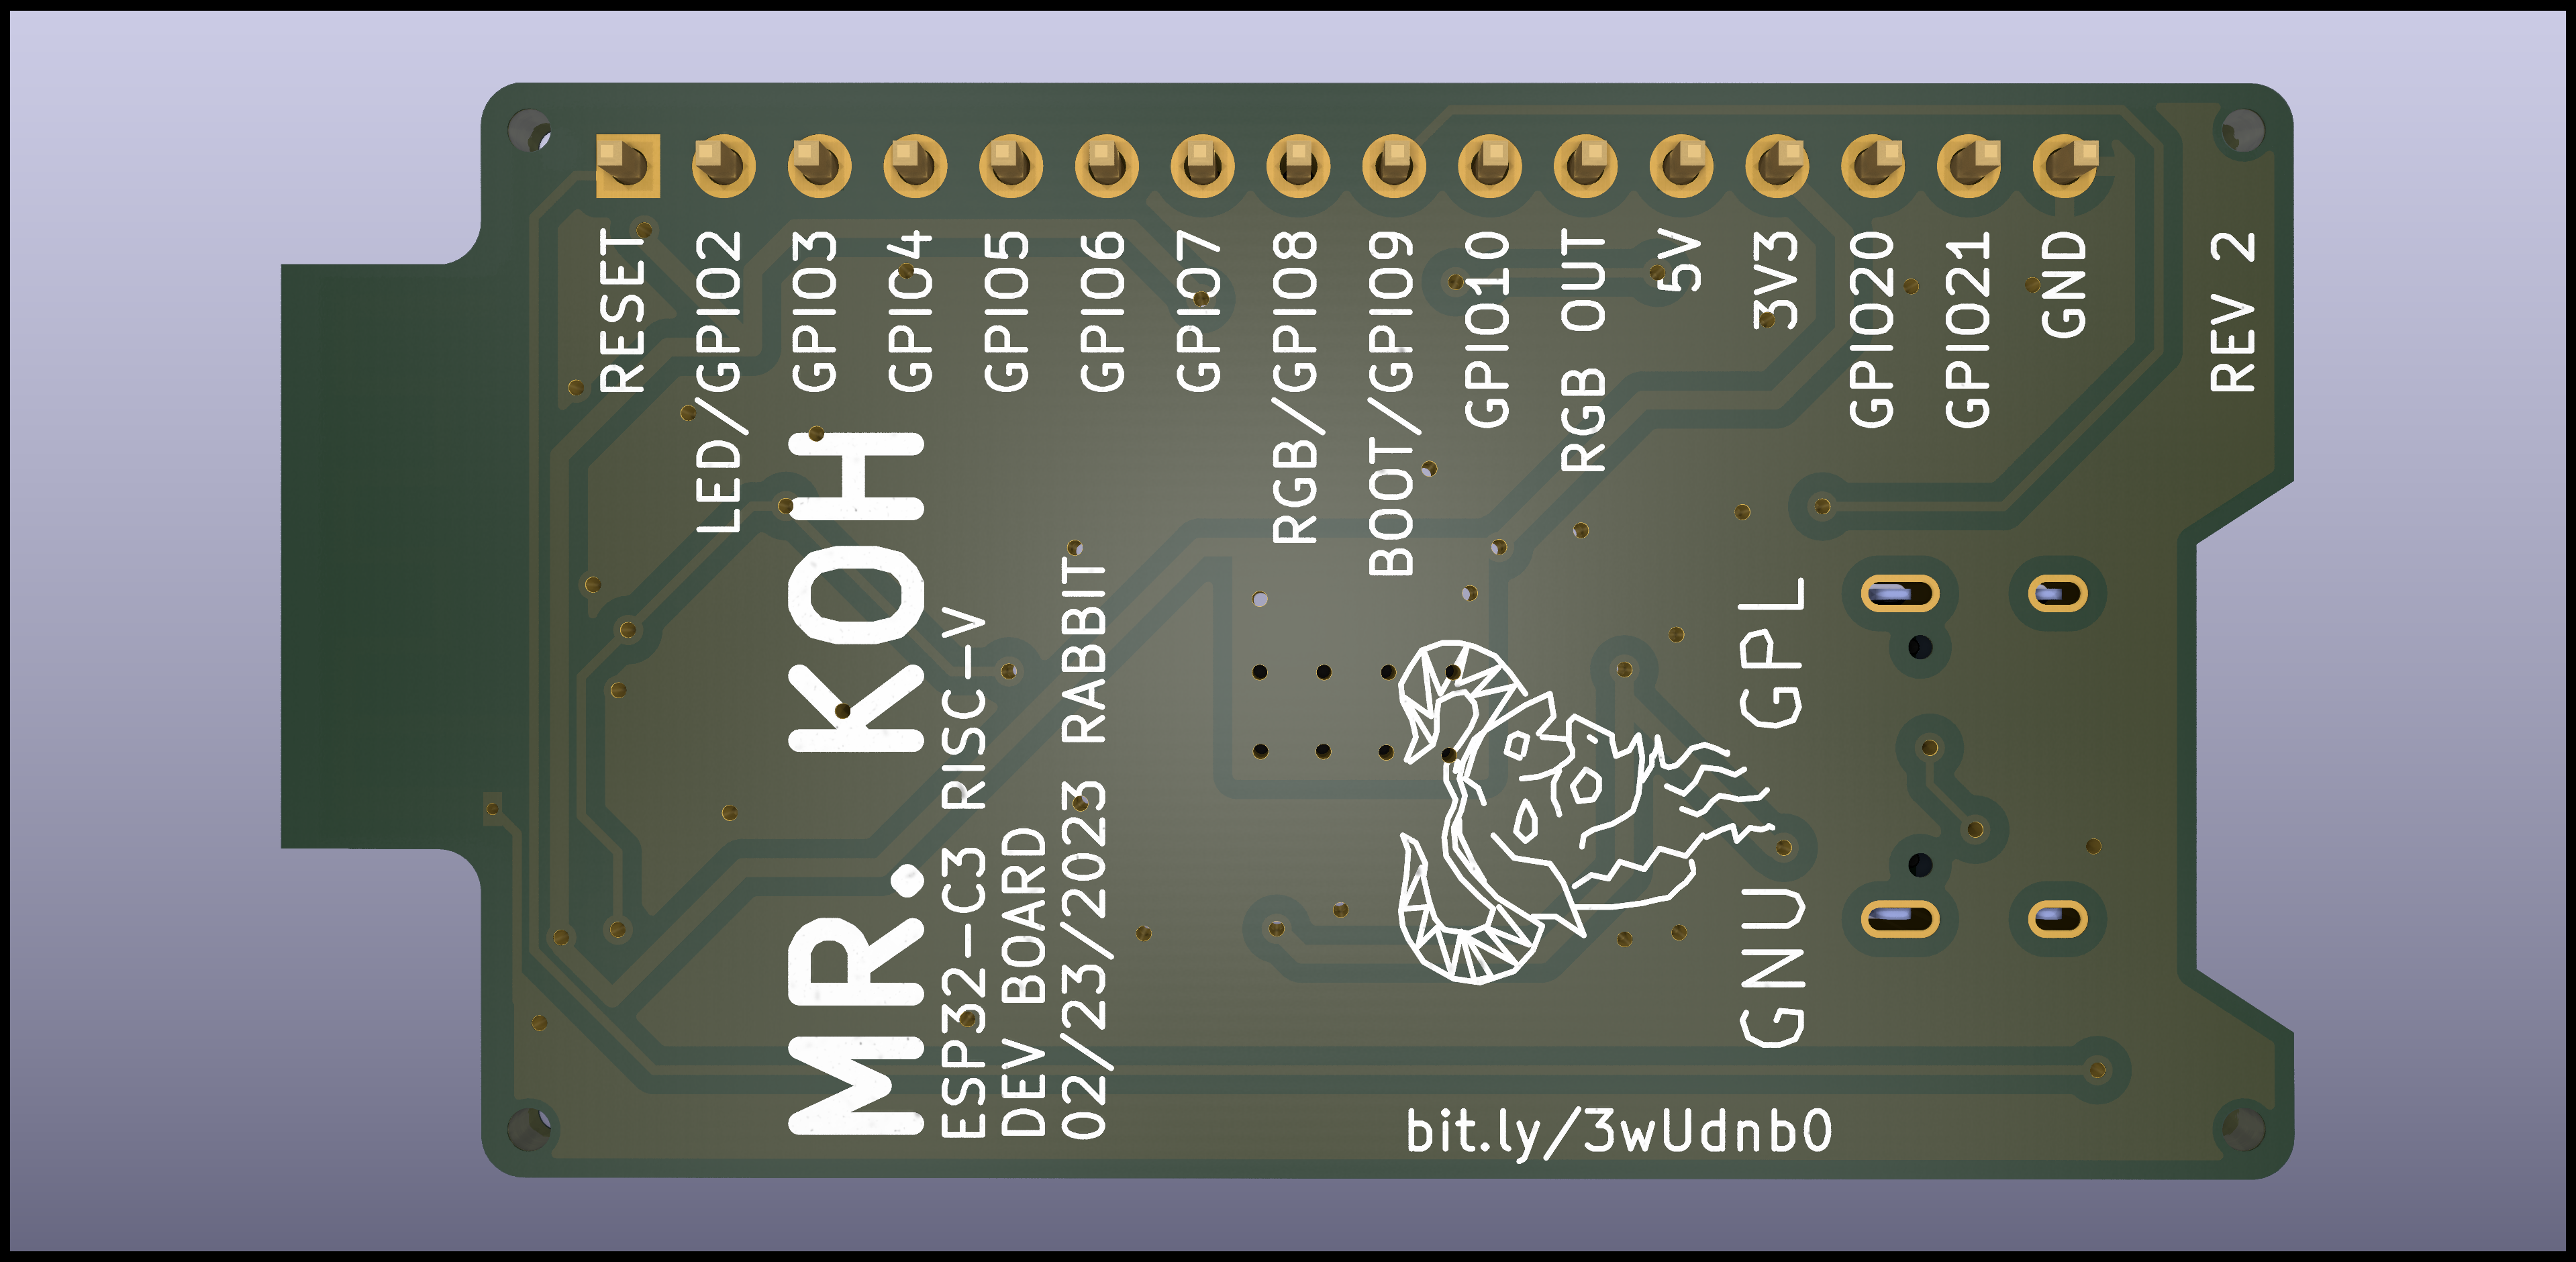 RESET
LED/GPIO2
GPIO3
GPIO4
GPIO5
GPIO6
GPIO7
RGB/GPIO8
BOOT/GPIO9
GPIO10
RGB OUT
5V
3V3
GPIO20
GPIO21
GND
REV 2
MR. KOH
ESP32-C3 RISC-V
DEV BOARD
02/23/2023 RABBIT
GNU GPL
bit.ly/3wUdnb0